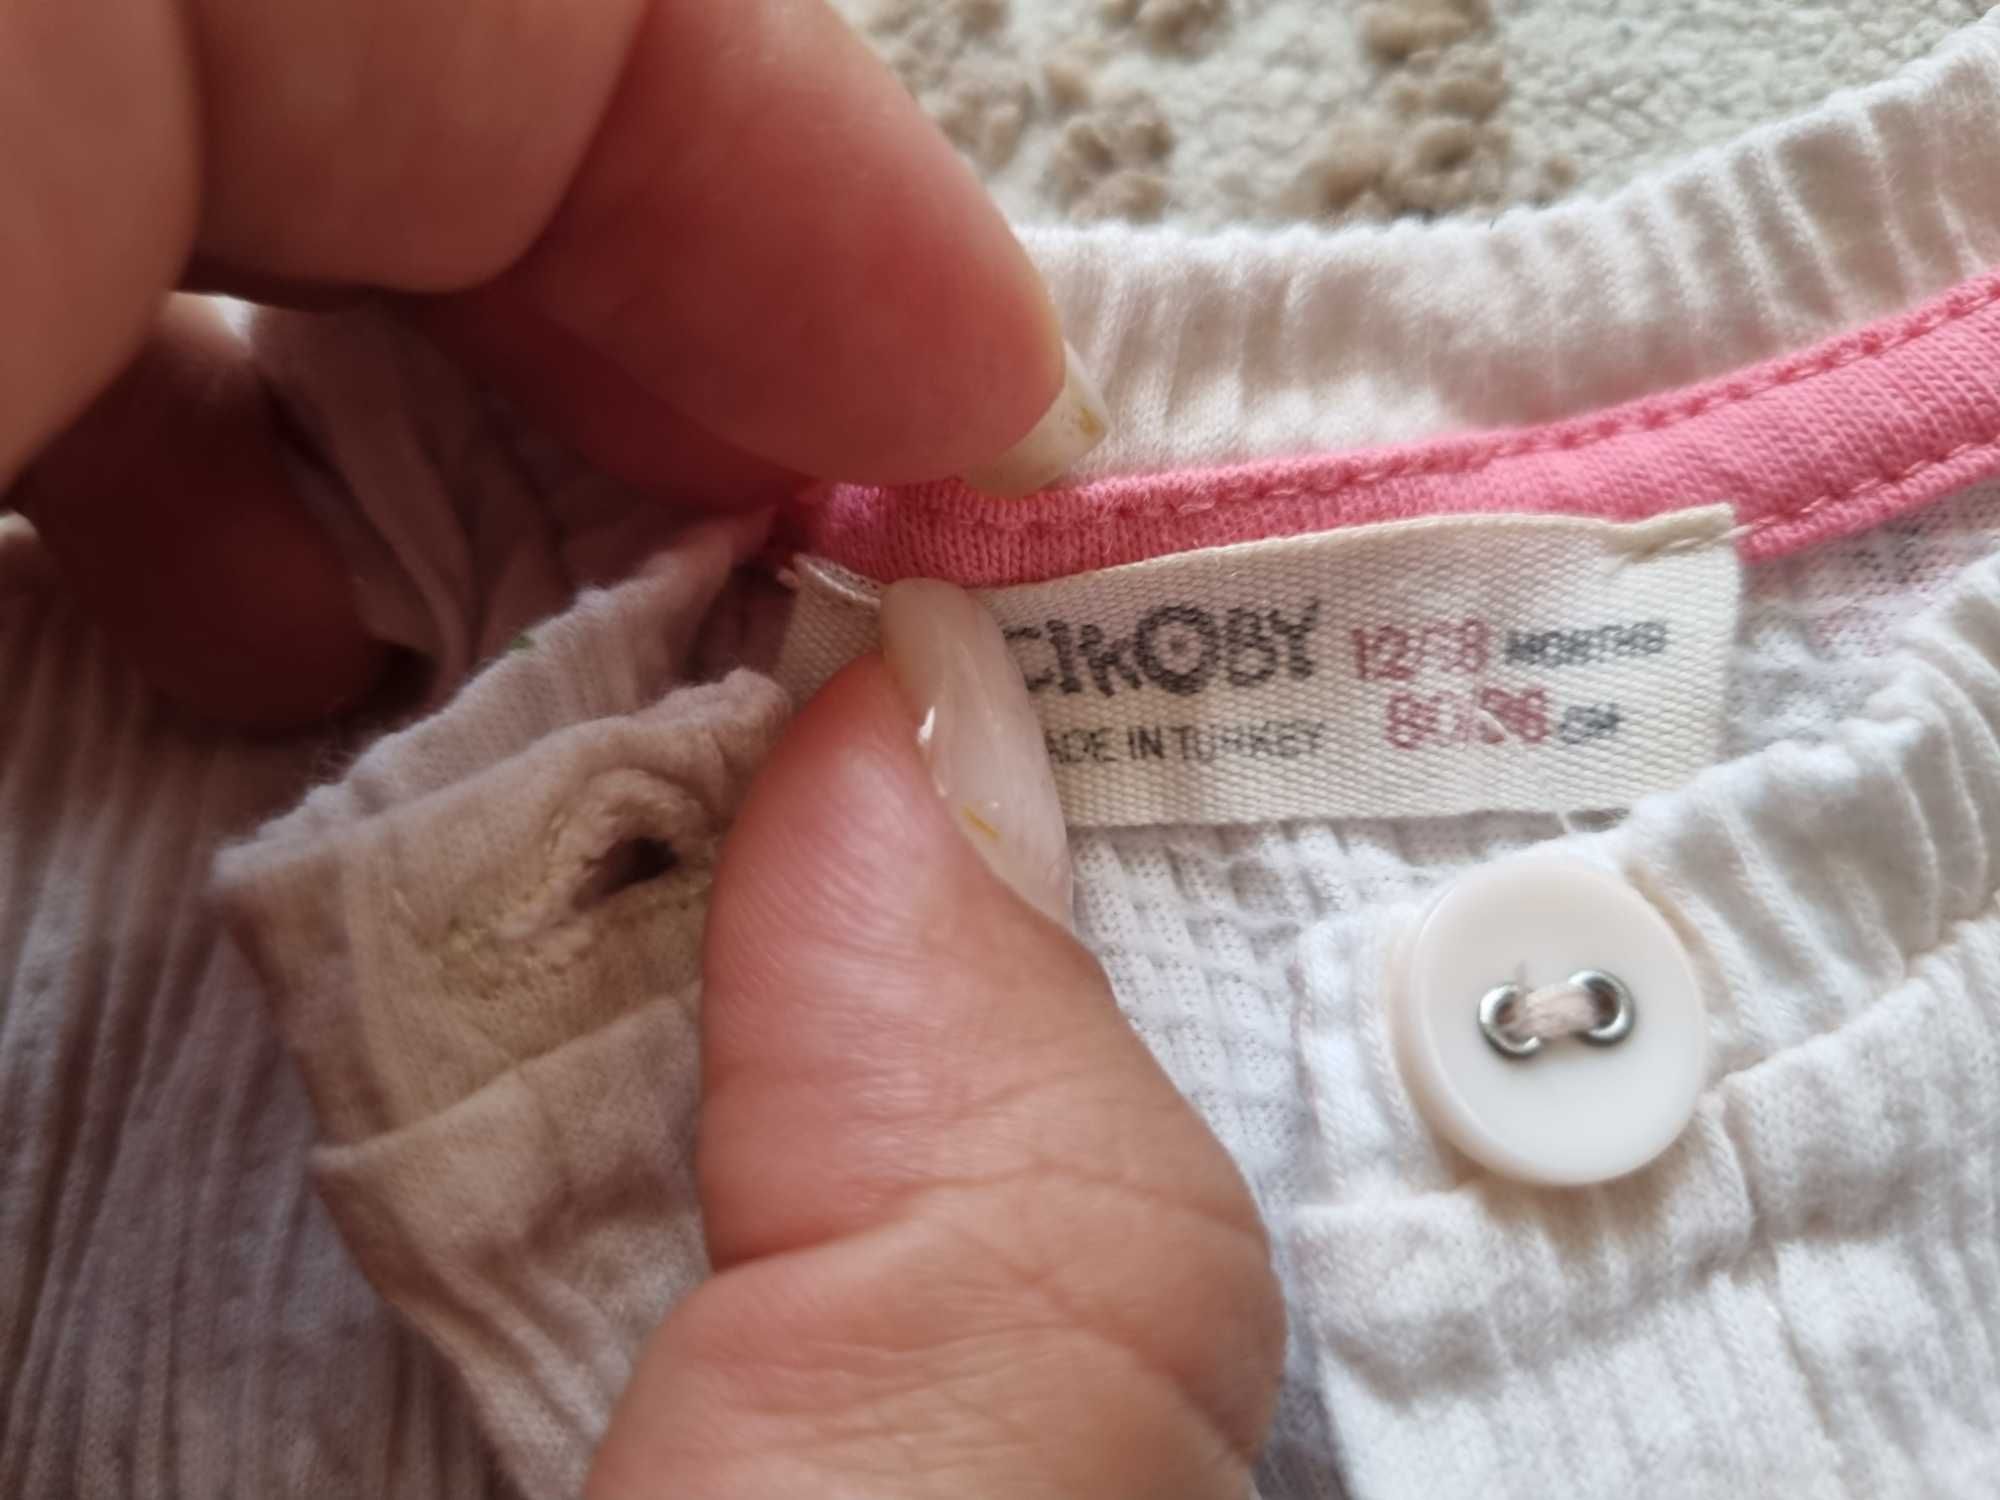 CIKOBY 12/18 MONTHS
ADE IN TURKEY 80/86 CM